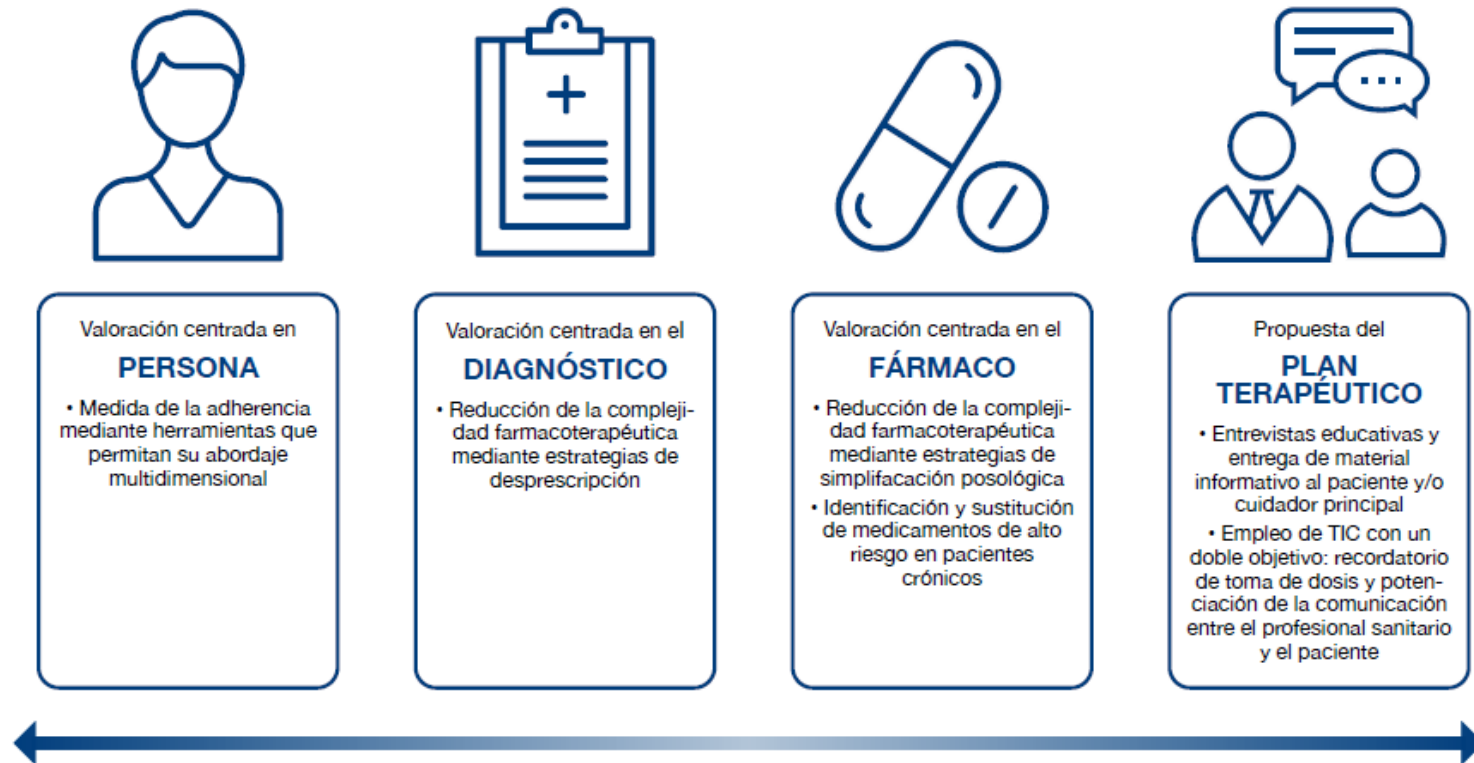 Valoración centrada en
PERSONA
• Medida de la adherencia
mediante herramientas que
permitan su abordaje
multidimensional
Valoración centrada en el
DIAGNÓSTICO
• Reducción de la compleji-
dad farmacoterapéutica
mediante estrategias de
desprescripción
Valoración centrada en el
FÁRMACO
• Reducción de la compleji-
dad farmacoterapéutica
mediante estrategias de
simplifacación posológica
• Identificación y sustitución
de medicamentos de alto
riesgo en pacientes
crónicos
Propuesta del
PLAN
TERAPÉUTICO
• Entrevistas educativas y
entrega de material
informativo al paciente y/o
cuidador principal
• Empleo de TIC con un
doble objetivo: recordatorio
de toma de dosis y poten-
ciación de la comunicación
entre el profesional sanitario
y el paciente